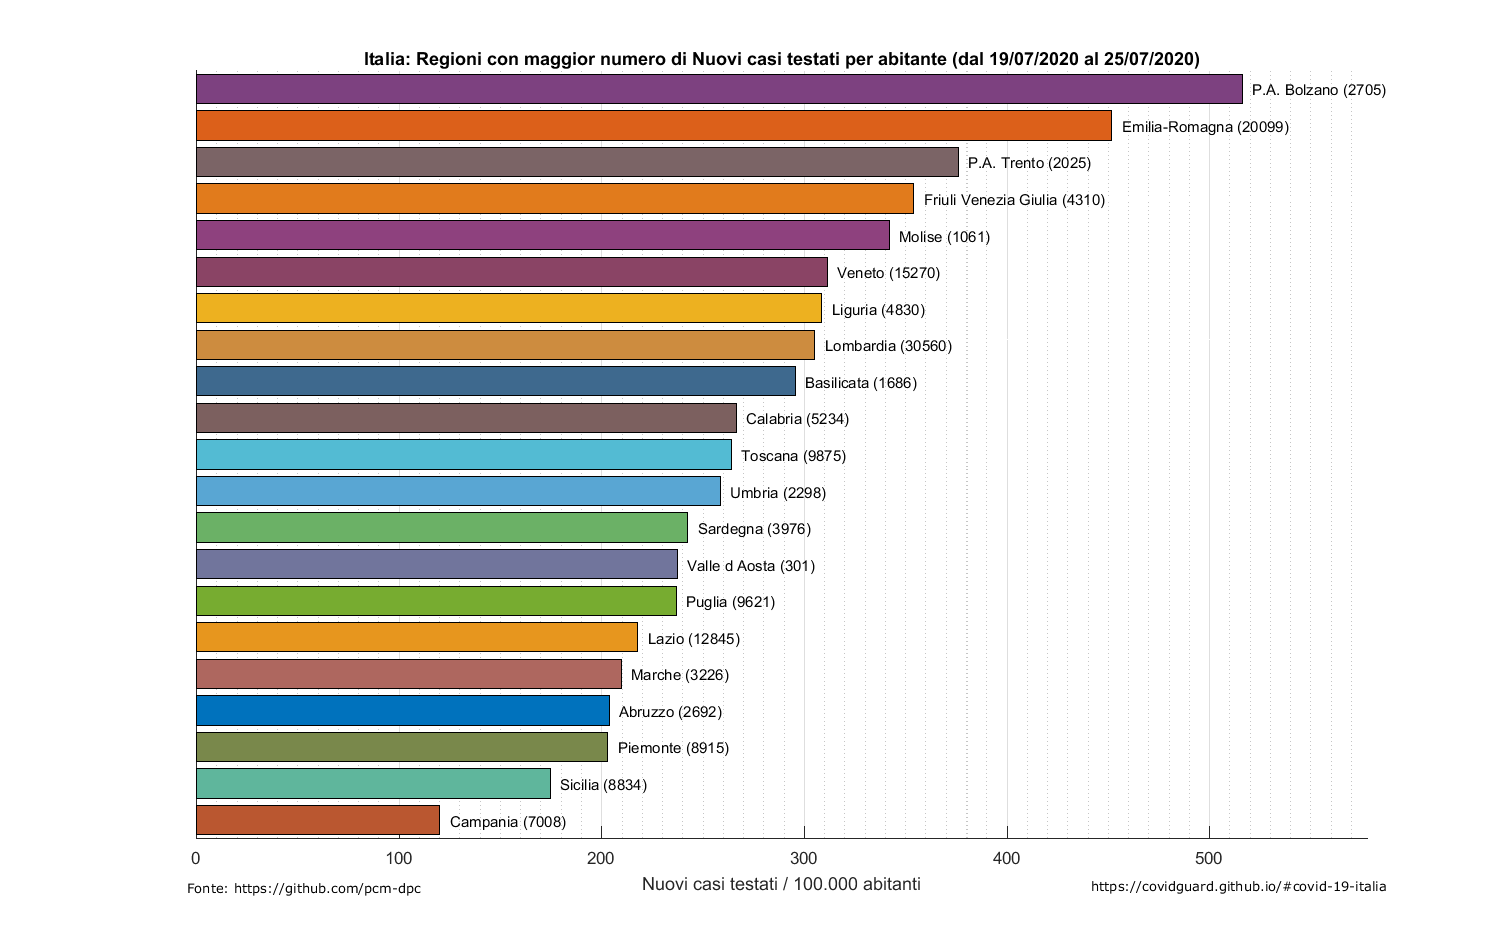 Italia: Regioni con maggior numero di Nuovi casi testati per abitante (dal 19/07/2020 al 25/07/2020)
P.A. Bolzano (2705)
Emilia-Romagna (20099)
P.A. Trento (2025)
Friuli Venezia Giulia (4310)
Molise (1061)
Veneto (15270)
Liguria (4830)
Lombardia (30560)
Basilicata (1686)
Calabria (5234)
Toscana (9875)
Umbria (2298)
Sardegna (3976)
Valle d Aosta (301)
Puglia (9621)
Lazio (12845)
Marche (3226)
Abruzzo (2692)
Piemonte (8915)
Sicilia (8834)
Campania (7008)
0 100 200 300 400 500
Nuovi casi testati / 100.000 abitanti
Fonte: https://github.com/pcm-dpc
https://covidguard.github.io/#covid-19-italia